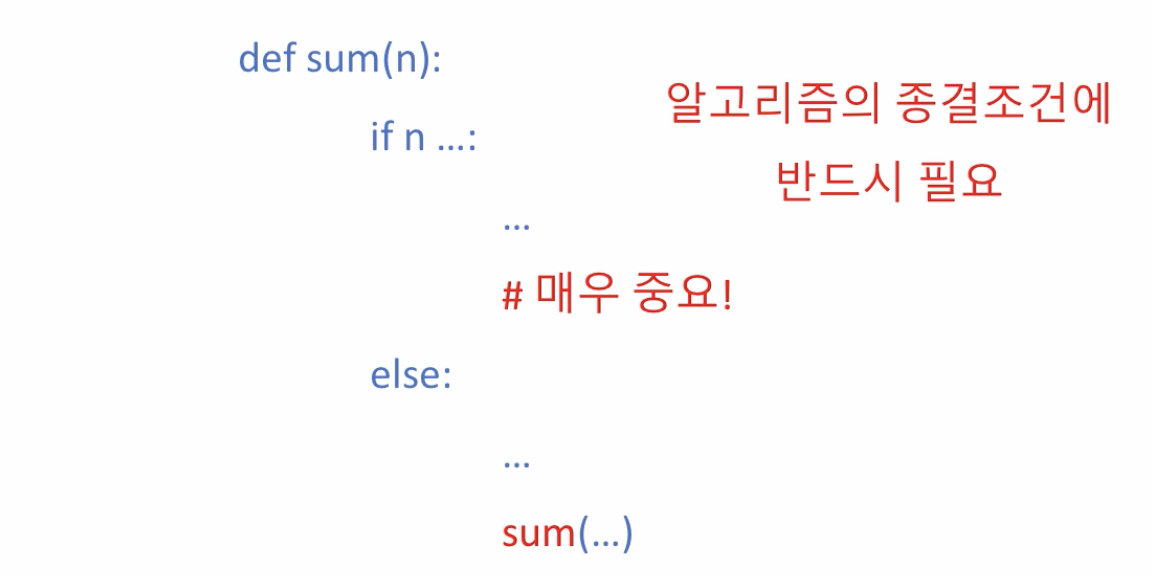 def sum(n):
알고리즘의 종결조건에
if n ...:
반드시 필요
...
# 매우 중요!
else:
...
sum(...)